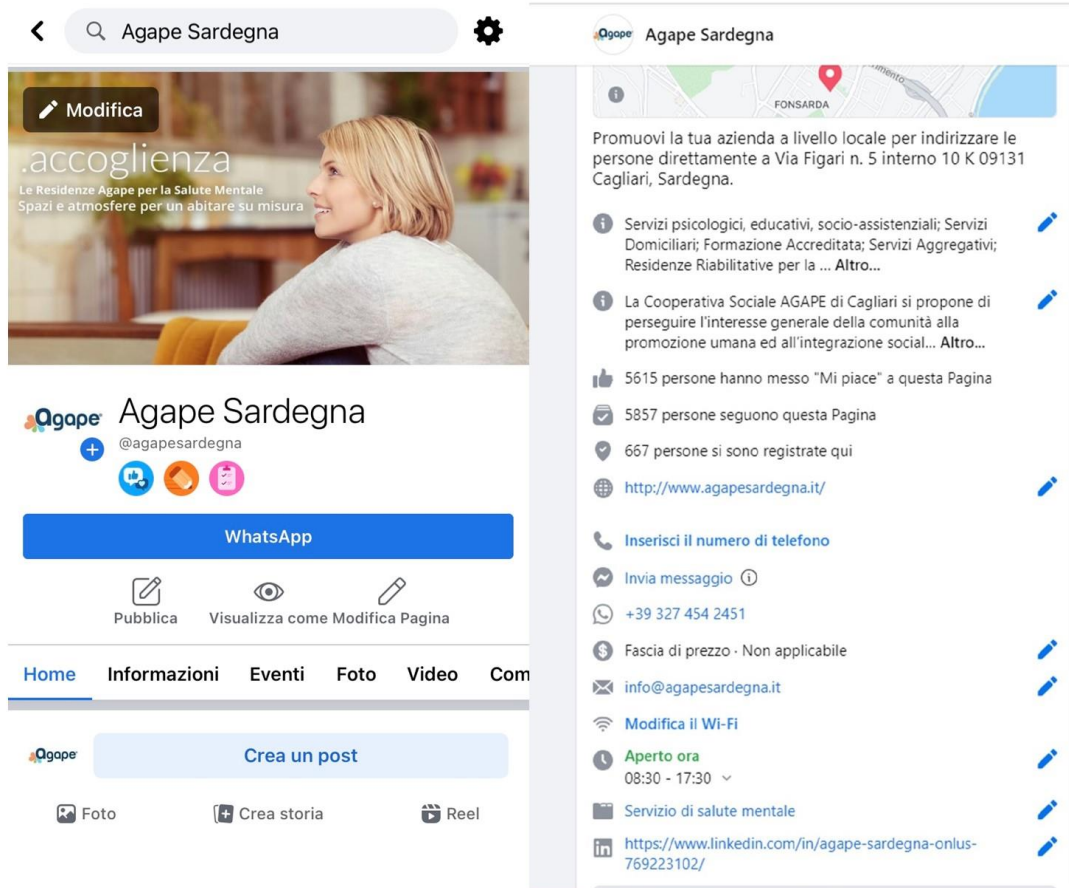 Agape Sardegna
Modifica
.accoglienza
Le Residenze Agape per la Salute Mentale
Spazi e atmosfere per un abitare su misura
agape
Agape Sardegna
@agapesardegna
WhatsApp
Pubblica
Visualizza come
Modifica Pagina
Home Informazioni Eventi Foto Video Com
agape
Crea un post
Foto
Crea storia
Reel
agape
Agape Sardegna
FONSARDA
Promuovi la tua azienda a livello locale per indirizzare le
persone direttamente a Via Figari n. 5 interno 10 K 09131
Cagliari, Sardegna.
Servizi psicologici, educativi, socio-assistenziali; Servizi
Domiciliari; Formazione Accreditata; Servizi Aggregativi;
Residenze Riabilitative per la ... Altro...
La Cooperativa Sociale AGAPE di Cagliari si propone di
perseguire l'interesse generale della comunità alla
promozione umana ed all'integrazione social... Altro...
5615 persone hanno messo "Mi piace" a questa Pagina
5857 persone seguono questa Pagina
667 persone si sono registrate qui
http://www.agapesardegna.it/
Inserisci il numero di telefono
Invia messaggio
+39 327 454 2451
Fascia di prezzo · Non applicabile
info@agapesardegna.it
Modifica il Wi-Fi
Aperto ora
08:30 - 17:30
Servizio di salute mentale
https://www.linkedin.com/in/agape-sardegna-onlus-
769223102/